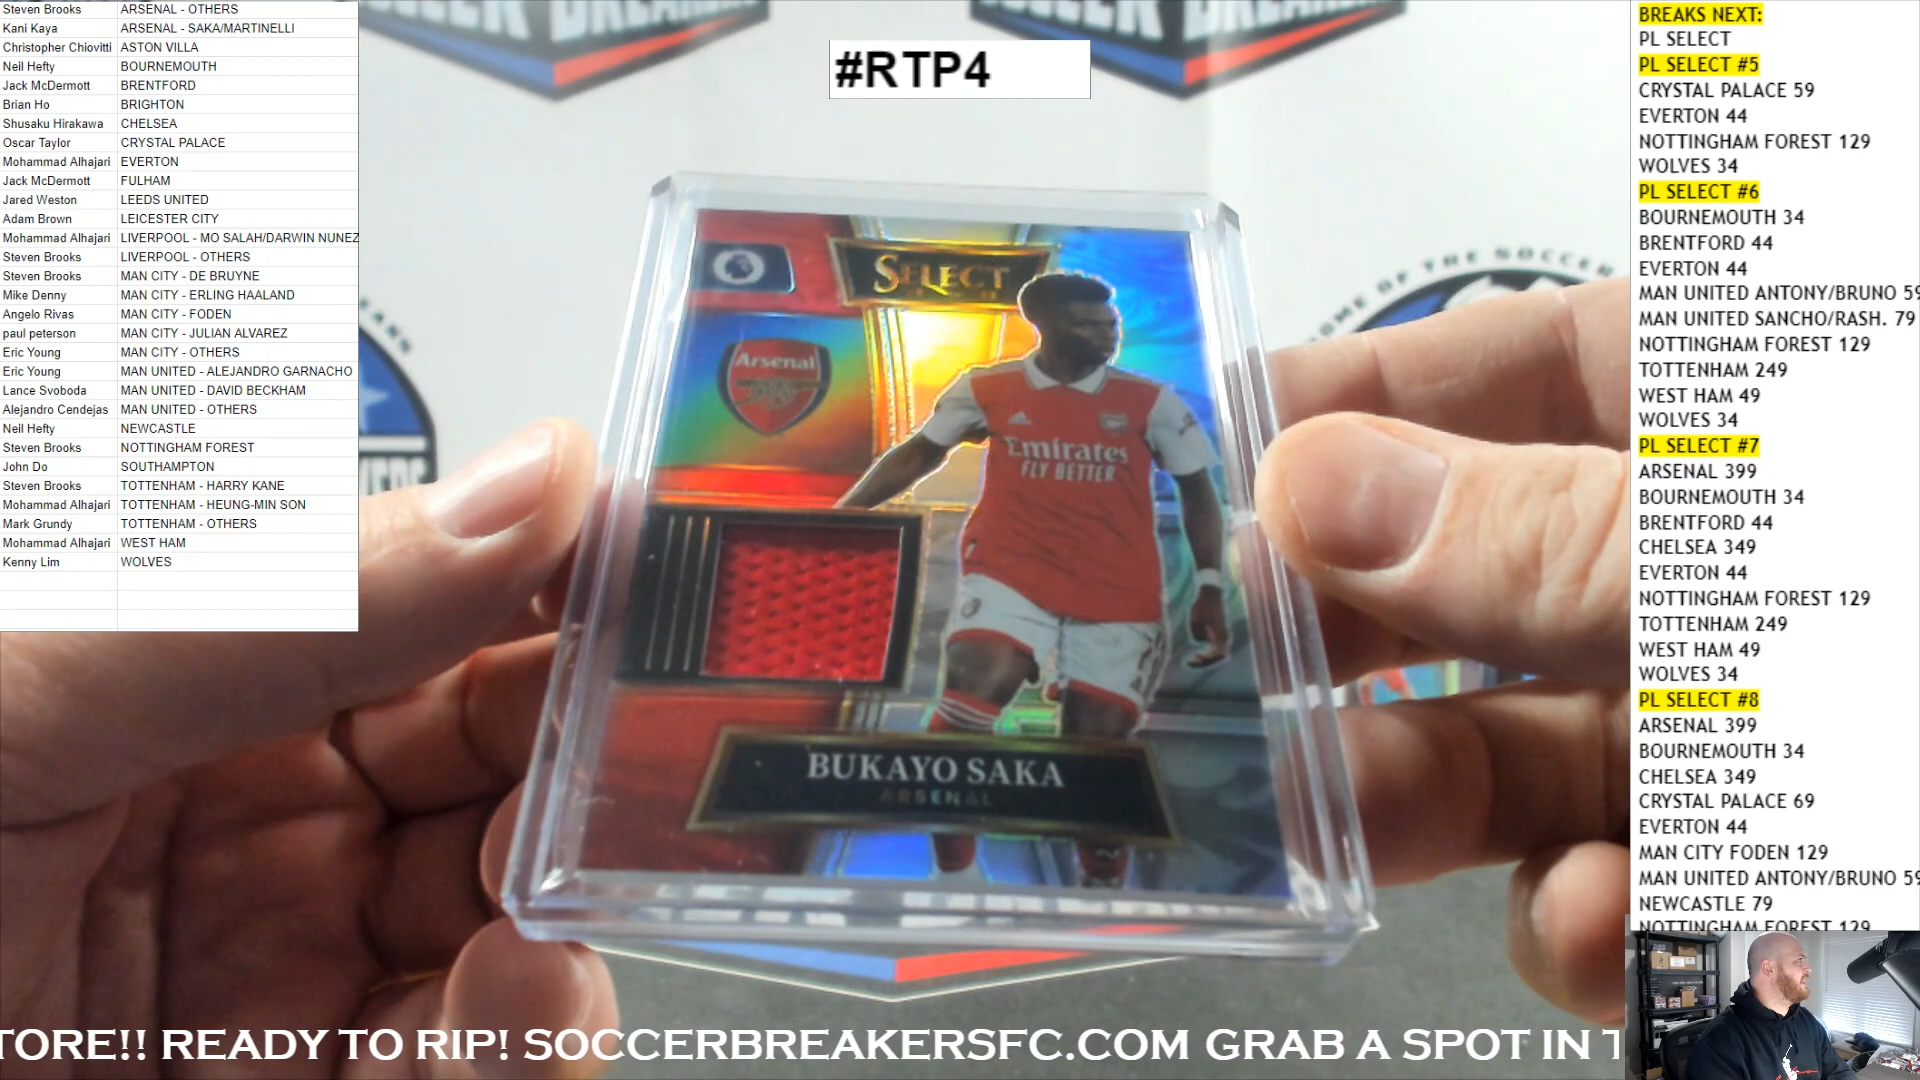 Steven Brooks ARSENAL - OTHERS
Kani Kaya ARSENAL - SAKA/MARTINELLI
Christopher Chiovitti ASTON VILLA
Neil Hefty BOURNEMOUTH
Jack McDermott BRENTFORD
Brian Ho BRIGHTON
Shusaku Hirakawa CHELSEA
Oscar Taylor CRYSTAL PALACE
Mohammad Alhajari EVERTON
Jack McDermott FULHAM
Jared Weston LEEDS UNITED
Adam Brown LEICESTER CITY
Mohammad Alhajari LIVERPOOL - MO SALAH/DARWIN NUNEZ
Steven Brooks LIVERPOOL - OTHERS
Steven Brooks MAN CITY - DE BRUYNE
Mike Denny MAN CITY - ERLING HAALAND
Angelo Rivas MAN CITY - FODEN
paul peterson MAN CITY - JULIAN ALVAREZ
Eric Young MAN CITY - OTHERS
Eric Young MAN UNITED - ALEJANDRO GARNACHO
Lance Svoboda MAN UNITED - DAVID BECKHAM
Alejandro Cendejas MAN UNITED - OTHERS
Neil Hefty NEWCASTLE
Steven Brooks NOTTINGHAM FOREST
John Do SOUTHAMPTON
Steven Brooks TOTTENHAM - HARRY KANE
Mohammad Alhajari TOTTENHAM - HEUNG-MIN SON
Mark Grundy TOTTENHAM - OTHERS
Mohammad Alhajari WEST HAM
Kenny Lim WOLVES
#RTP4
OME OF THE SOCCER
SELECT
Arsenal
Emirates
FLY BETTER
BUKAYO SAKA
ARSENAL
BREAKS NEXT:
PL SELECT
PL SELECT #5
CRYSTAL PALACE 59
EVERTON 44
NOTTINGHAM FOREST 129
WOLVES 34
PL SELECT #6
BOURNEMOUTH 34
BRENTFORD 44
EVERTON 44
MAN UNITED ANTONY/BRUNO 59
MAN UNITED SANCHO/RASH. 79
NOTTINGHAM FOREST 129
TOTTENHAM 249
WEST HAM 49
WOLVES 34
PL SELECT #7
ARSENAL 399
BOURNEMOUTH 34
BRENTFORD 44
CHELSEA 349
EVERTON 44
NOTTINGHAM FOREST 129
TOTTENHAM 249
WEST HAM 49
WOLVES 34
PL SELECT #8
ARSENAL 399
BOURNEMOUTH 34
CHELSEA 349
CRYSTAL PALACE 69
EVERTON 44
MAN CITY FODEN 129
MAN UNITED ANTONY/BRUNO 59
NEWCASTLE 79
NOTTINGHAM FOREST 129
TORE!! READY TO RIP! SOCCERBREAKERSFC.COM GRAB A SPOT IN T